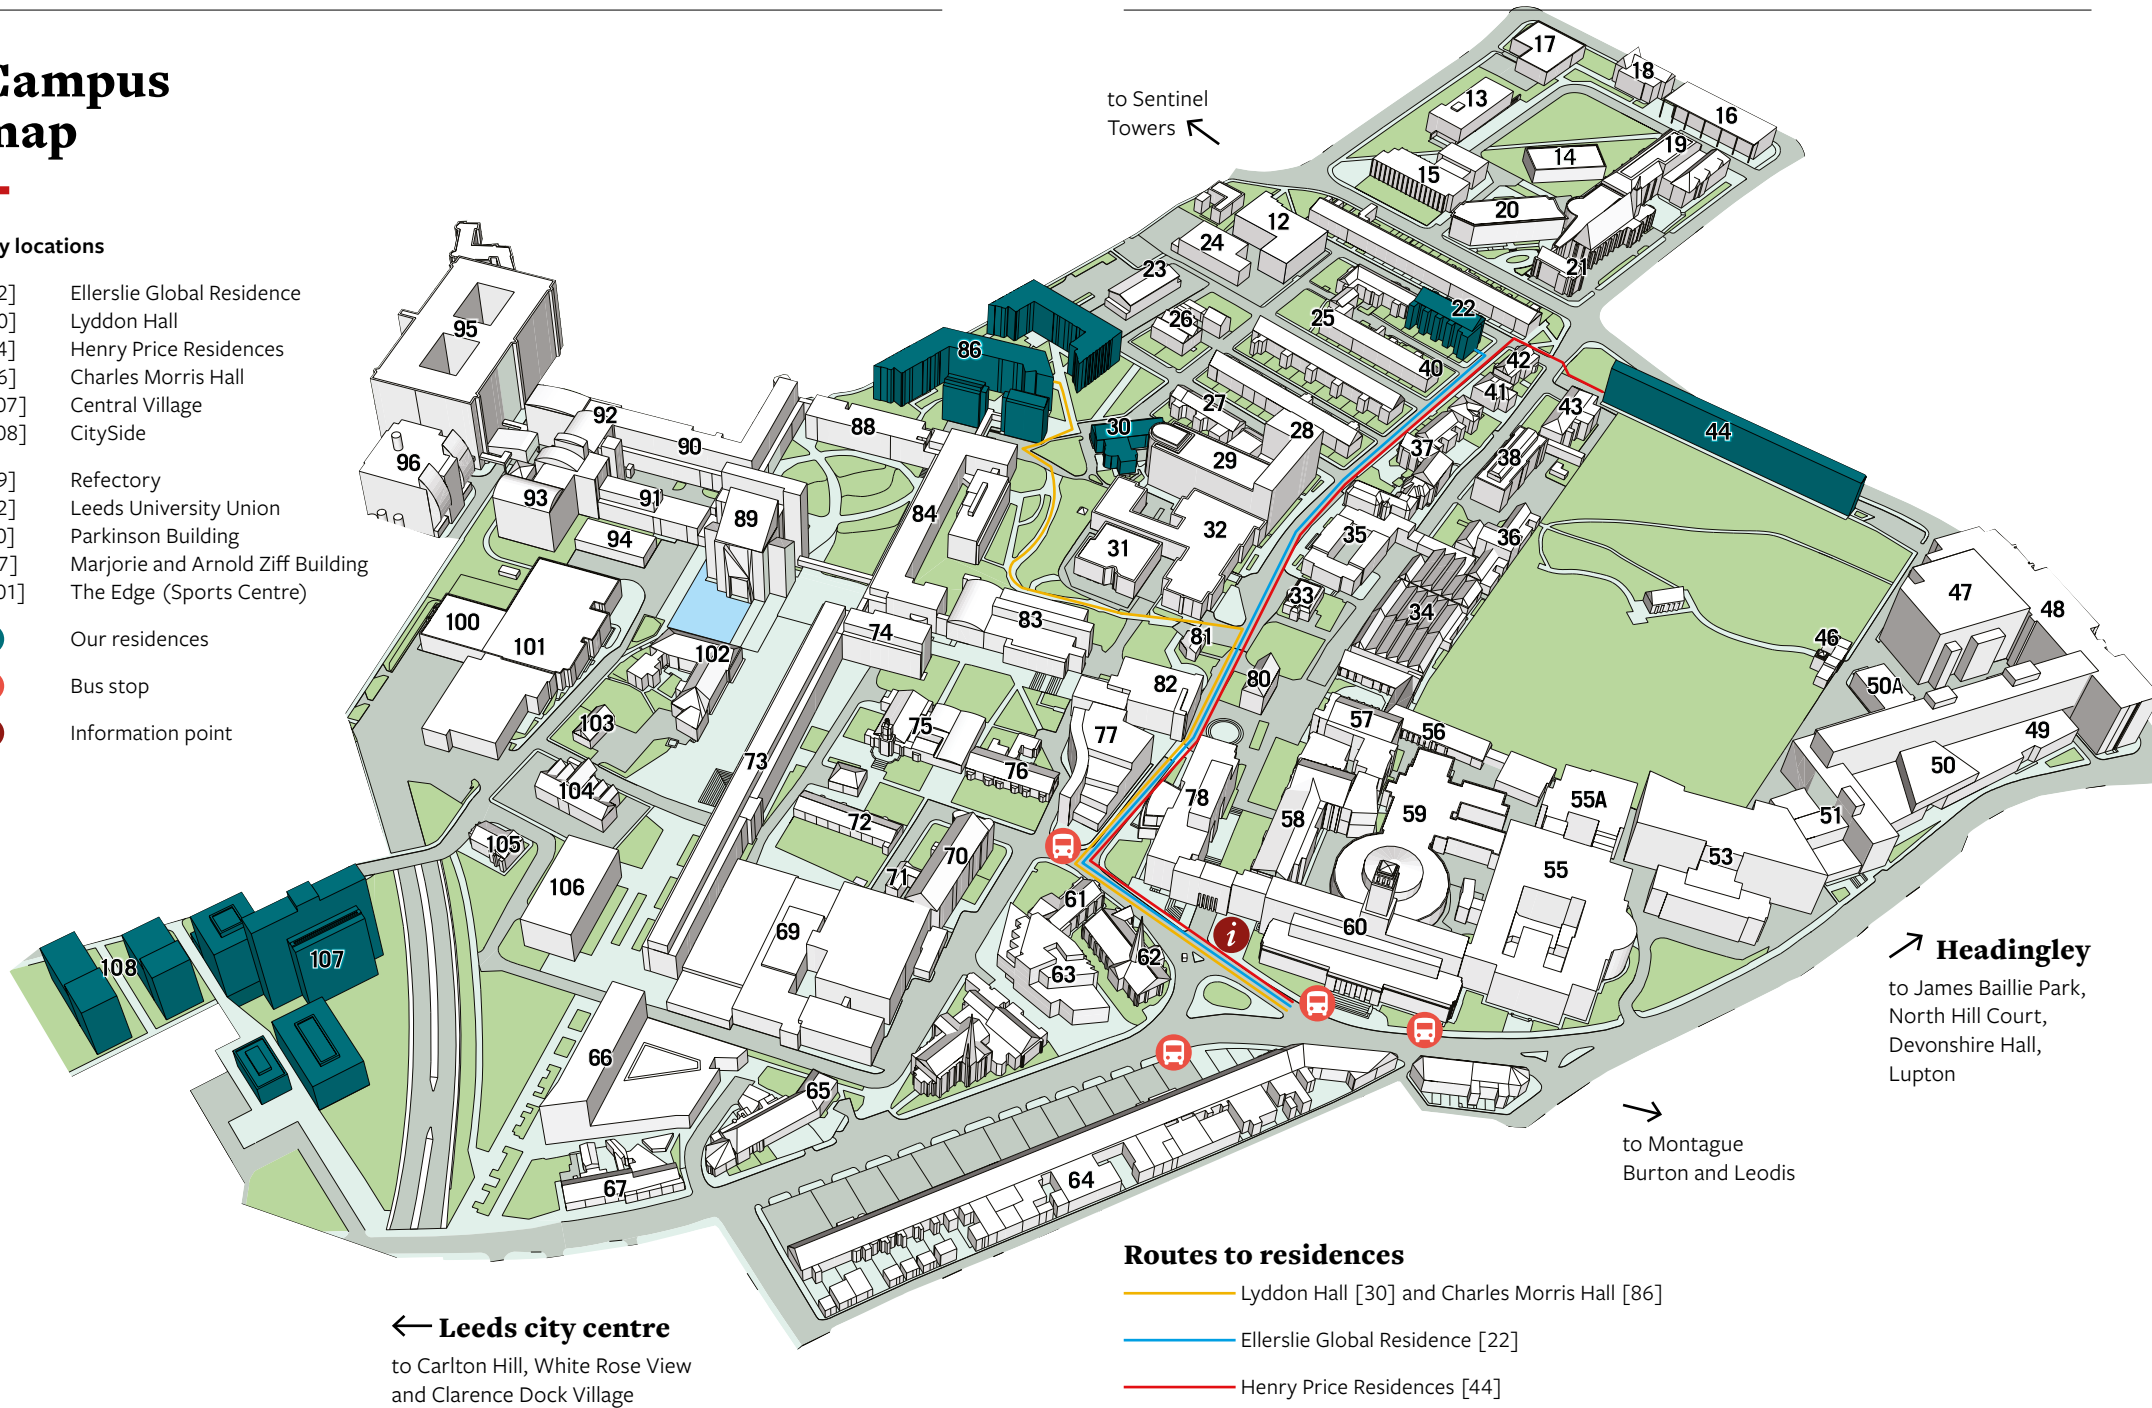 Campus
map
y locations
2] Ellerslie Global Residence
0] Lyddon Hall
4] Henry Price Residences
6] Charles Morris Hall
07] Central Village
08] CitySide
9] Refectory
2] Leeds University Union
0] Parkinson Building
7] Marjorie and Arnold Ziff Building
01] The Edge (Sports Centre)
Our residences
Bus stop
Information point
to Sentinel
Towers
17
18
13
16
19
14
15
20
21
12
24
23
22
25
26
40
42
41
43
44
86
30
27
28
29
37
38
95
92
90
88
96
93
91
89
94
84
31
32
35
36
33
34
47
48
46
50A
49
50
51
100
101
102
74
83
81
80
82
57
56
103
73
75
77
76
104
78
58
59
55A
72
105
106
70
71
55
53
61
60
69
62
63
i
108
107
66
65
67
64
Headingley
to James Baillie Park,
North Hill Court,
Devonshire Hall,
Lupton
to Montague
Burton and Leodis
Leeds city centre
to Carlton Hill, White Rose View
and Clarence Dock Village
Routes to residences
Lyddon Hall [30] and Charles Morris Hall [86]
Ellerslie Global Residence [22]
Henry Price Residences [44]